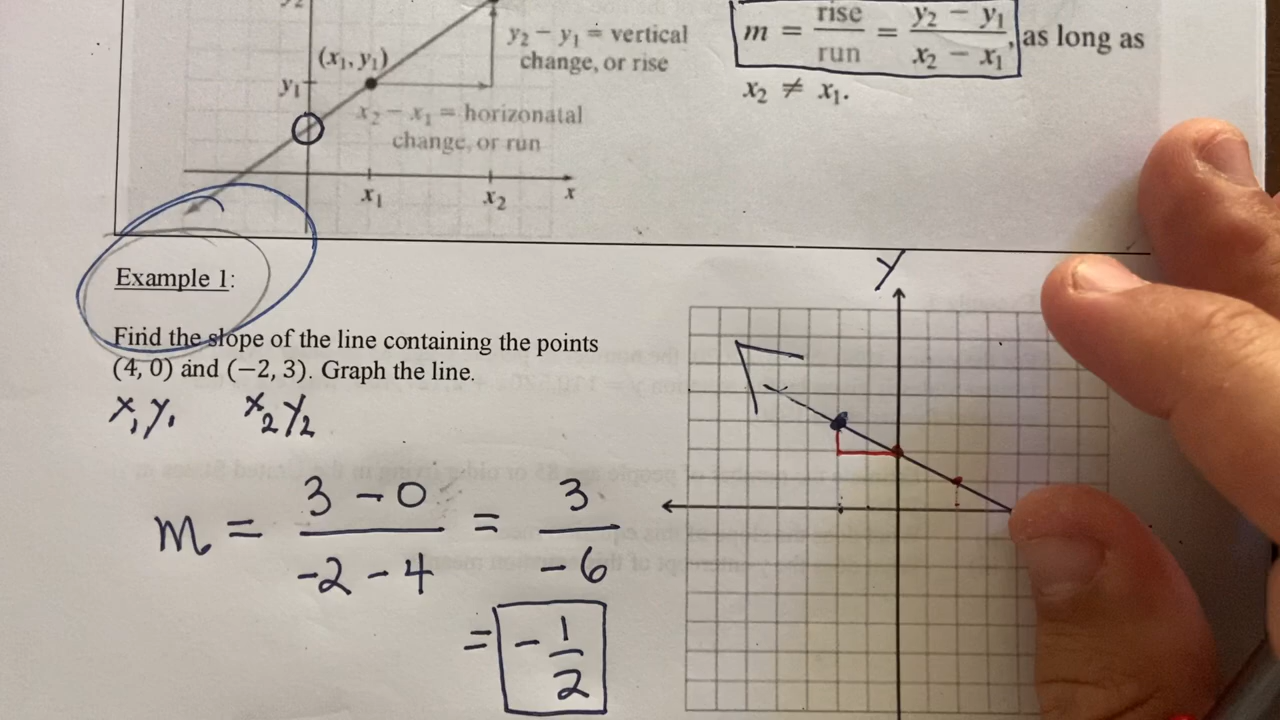 y₂
(x₁, y₁)
y₁
y₂ − y₁ = vertical
change, or rise
x₂ − x₁ = horizonatal
change, or run
x₁ x₂ x
m = rise/run = (y₂ − y₁)/(x₂ − x₁), as long as
x₂ ≠ x₁.
Example 1:
Find the slope of the line containing the points
(4, 0) and (−2, 3). Graph the line.
x₁ y₁ x₂ y₂
m = (3 − 0)/(-2 - 4) = 3/(-6)
= -1/2
y